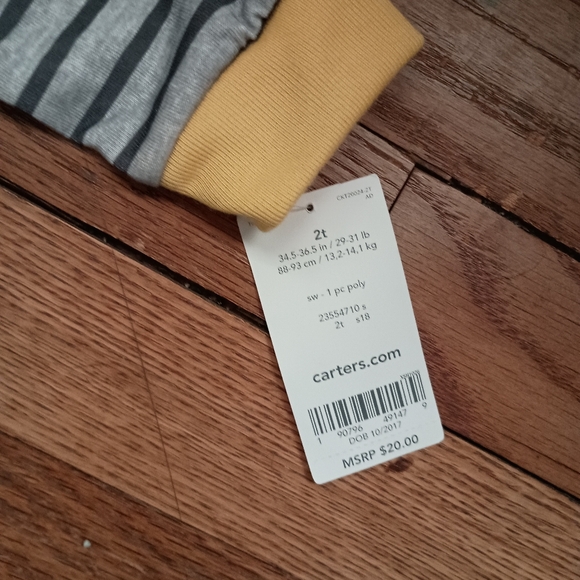 2t
34.5-36.5 in / 29-31 lb
88-93 cm / 13,2-14,1 kg
sw - 1 pc poly
23554710 s
2t s18
carters.com
1 90796 49147 9
DOB 10/2017
MSRP $20.00